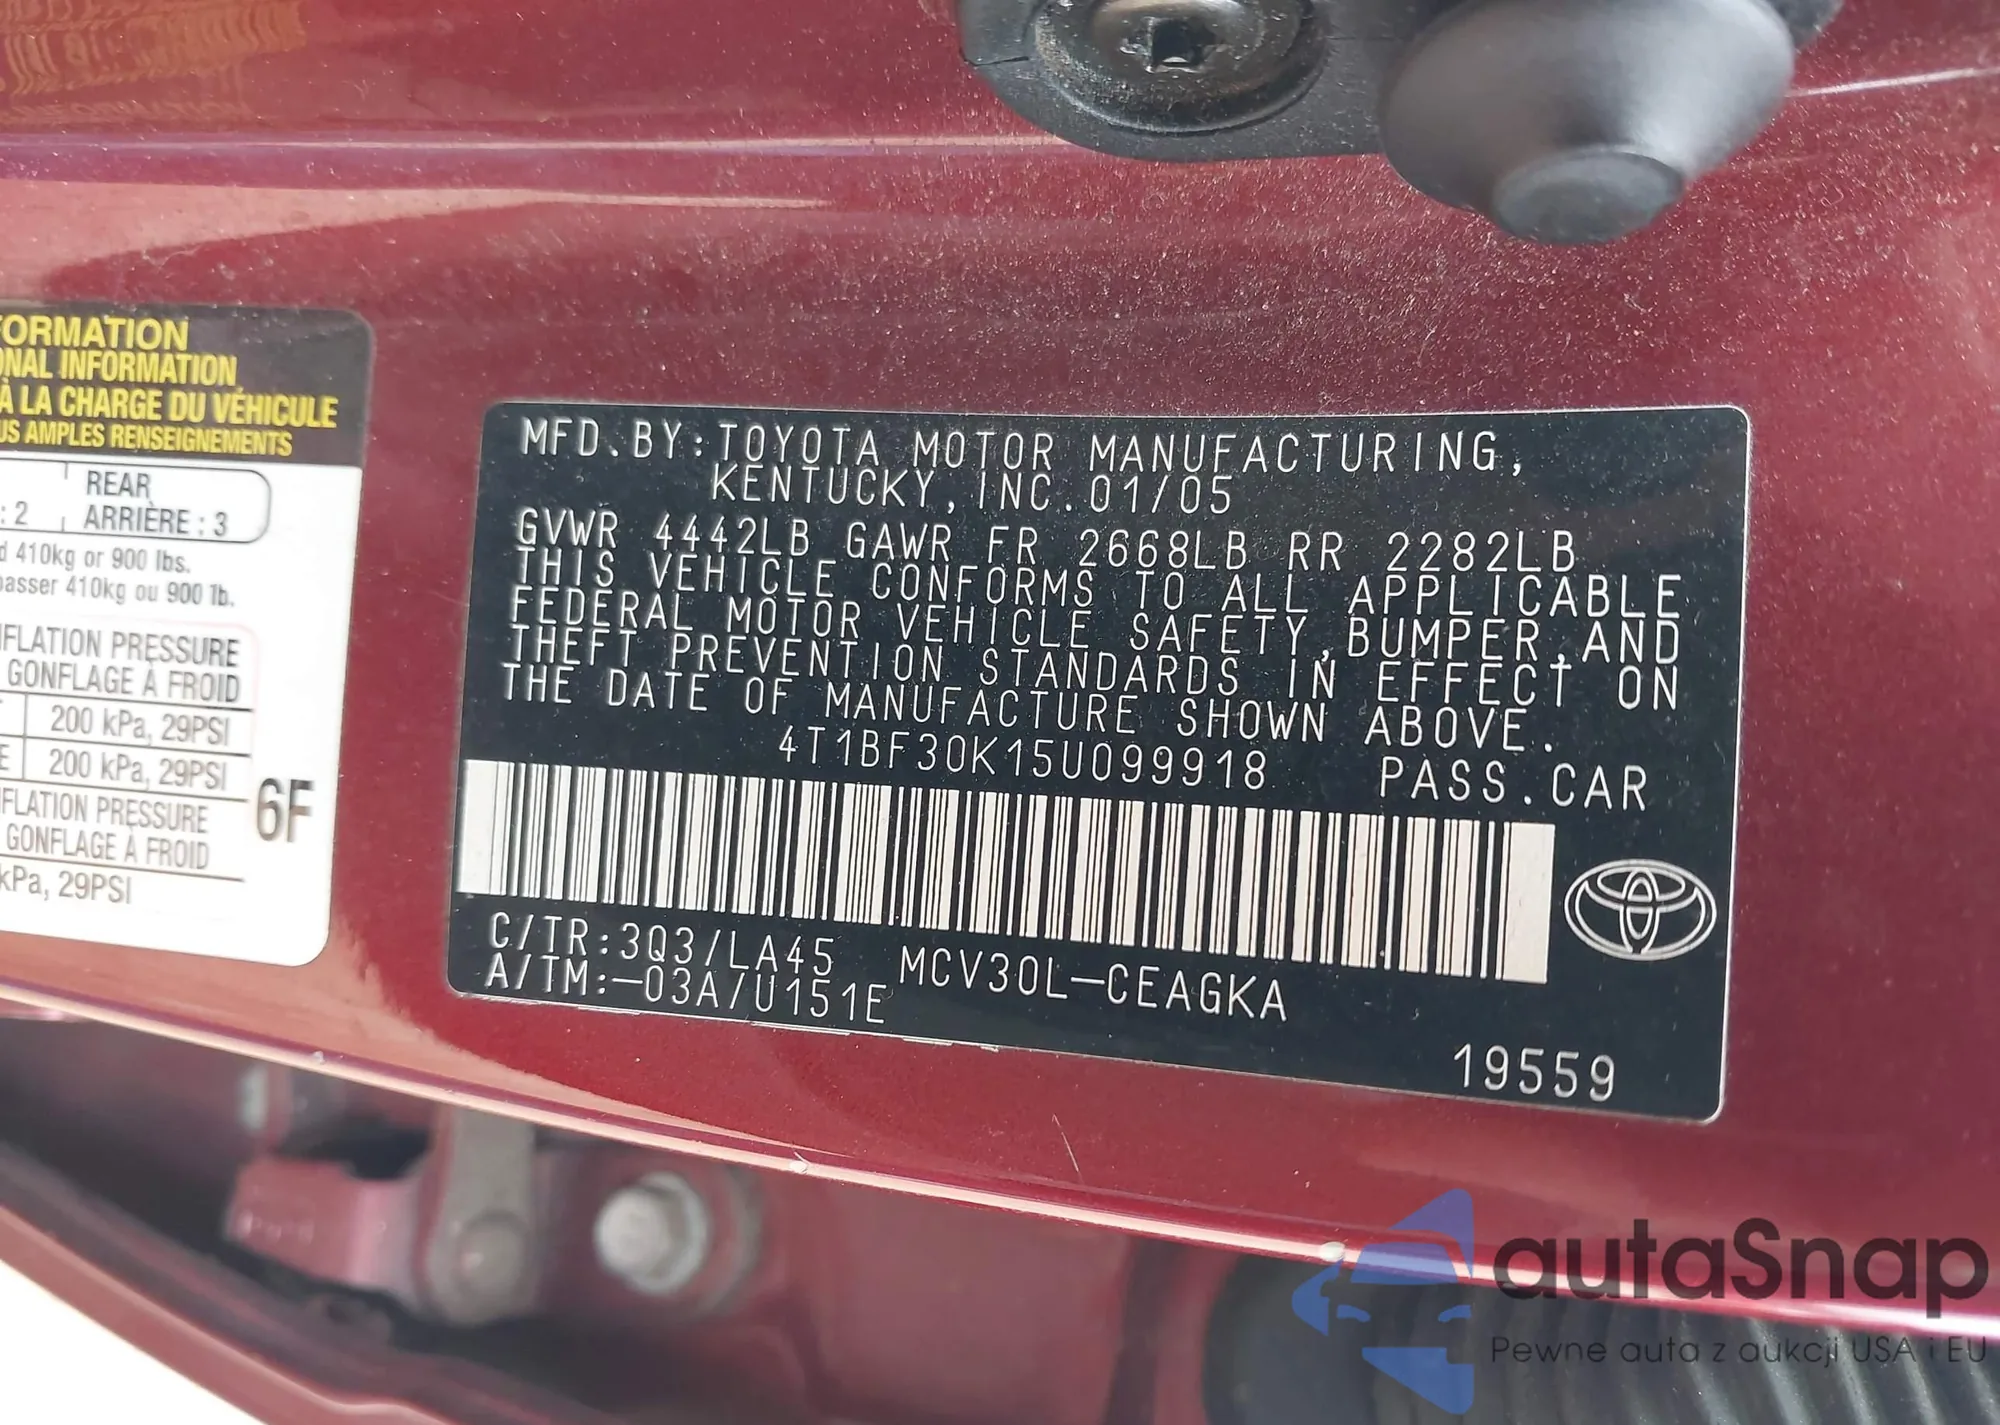 FORMATION
ONAL INFORMATION
À LA CHARGE DU VÉHICULE
US AMPLES RENSEIGNEMENTS
REAR
: 2 ARRIÈRE : 3
d 410kg or 900 lbs.
passer 410kg ou 900 lb.
NFLATION PRESSURE
GONFLAGE À FROID
200 kPa, 29PSI
E 200 kPa, 29PSI
6F
FLATION PRESSURE
GONFLAGE À FROID
kPa, 29PSI
MFD.BY:TOYOTA MOTOR MANUFACTURING,
KENTUCKY,INC.01/05
GVWR 4442LB GAWR FR 2668LB RR 2282LB
THIS VEHICLE CONFORMS TO ALL APPLICABLE
FEDERAL MOTOR VEHICLE SAFETY,BUMPER,AND
THEFT PREVENTION STANDARDS IN EFFECT ON
THE DATE OF MANUFACTURE SHOWN ABOVE.
4T1BF30K15U099918 PASS.CAR
C/TR:3Q3/LA45 MCV30L-CEAGKA
A/TM:-03A/U151E
19559
autaSnap
Pewne auta z aukcji USA i EU